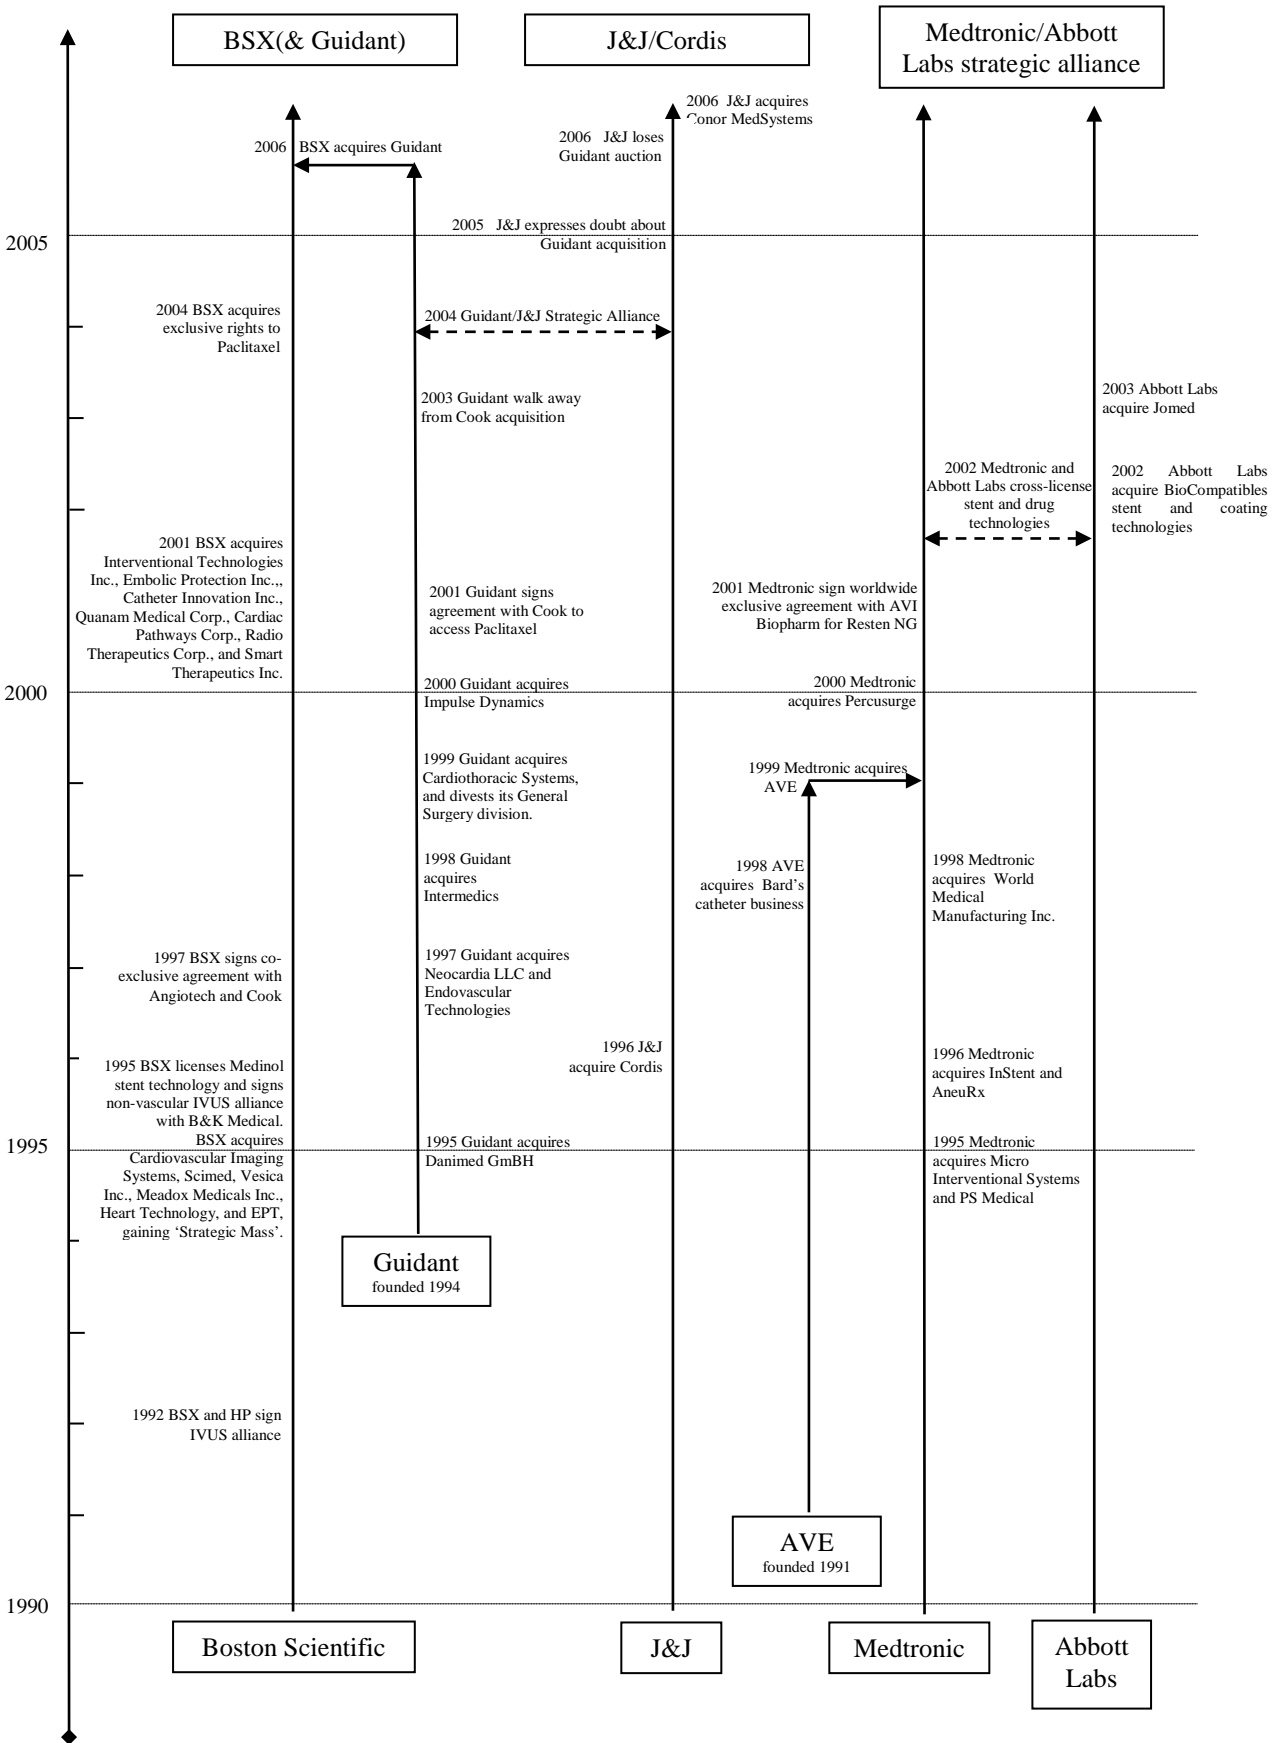 BSX(& Guidant)
J&J/Cordis
Medtronic/Abbott
Labs strategic alliance
2006 J&J acquires
Conor MedSystems
2006 J&J loses
Guidant auction
2006 BSX acquires Guidant
2005 J&J expresses doubt about
Guidant acquisition
2005
2004 BSX acquires
exclusive rights to
Paclitaxel
2004 Guidant/J&J Strategic Alliance
2003 Guidant walk away
from Cook acquisition
2003 Abbott Labs
acquire Jomed
2002 Medtronic and
Abbott Labs cross-license
stent and drug
technologies
2002 Abbott Labs
acquire BioCompatibles
stent and coating
technologies
2001 BSX acquires
Interventional Technologies
Inc., Embolic Protection Inc.,,
Catheter Innovation Inc.,
Quanam Medical Corp., Cardiac
Pathways Corp., Radio
Therapeutics Corp., and Smart
Therapeutics Inc.
2001 Guidant signs
agreement with Cook to
access Paclitaxel
2001 Medtronic sign worldwide
exclusive agreement with AVI
Biopharm for Resten NG
2000
2000 Guidant acquires
Impulse Dynamics
2000 Medtronic
acquires Percusurge
1999 Guidant acquires
Cardiothoracic Systems,
and divests its General
Surgery division.
1999 Medtronic acquires
AVE
1998 Guidant
acquires
Intermedics
1998 AVE
acquires Bard's
catheter business
1998 Medtronic
acquires World
Medical
Manufacturing Inc.
1997 BSX signs co-
exclusive agreement with
Angiotech and Cook
1997 Guidant acquires
Neocardia LLC and
Endovascular
Technologies
1996 J&J
acquire Cordis
1996 Medtronic
acquires InStent and
AneuRx
1995 BSX licenses Medinol
stent technology and signs
non-vascular IVUS alliance
with B&K Medical.
BSX acquires
Cardiovascular Imaging
Systems, Scimed, Vesica
Inc., Meadox Medicals Inc.,
Heart Technology, and EPT,
gaining ‘Strategic Mass’.
1995
1995 Guidant acquires
Danimed GmBH
1995 Medtronic
acquires Micro
Interventional Systems
and PS Medical
Guidant
founded 1994
1992 BSX and HP sign
IVUS alliance
AVE
founded 1991
1990
Boston Scientific
J&J
Medtronic
Abbott
Labs